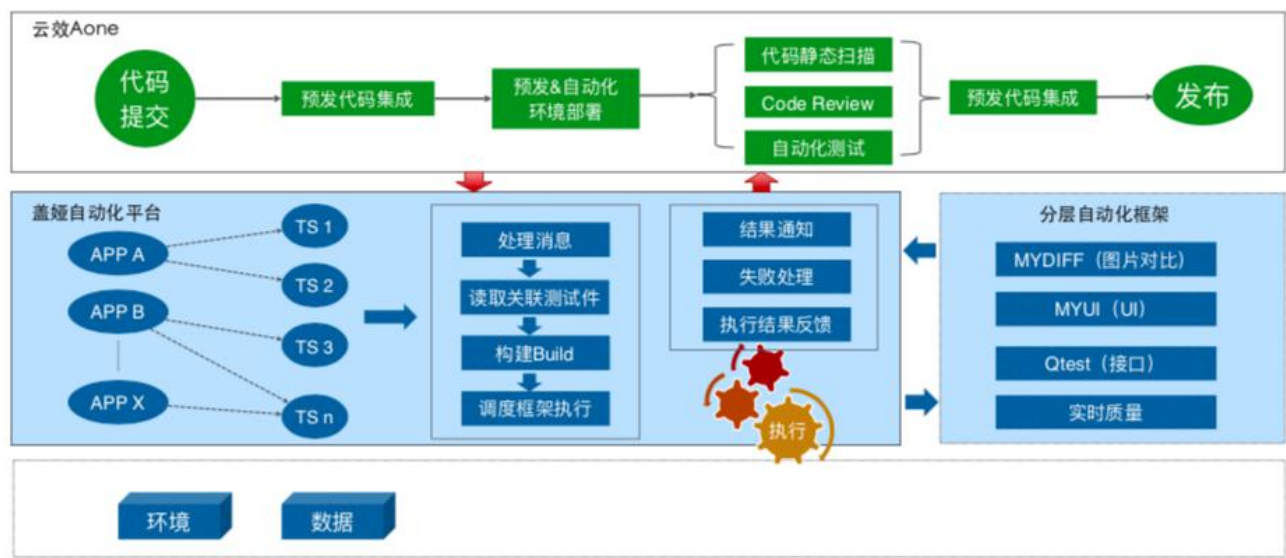 云效Aone
代码
提交
预发代码集成
预发&自动化
环境部署
代码静态扫描
Code Review
自动化测试
预发代码集成
发布
盖娅自动化平台
APP A
APP B
APP X
TS 1
TS 2
TS 3
TS n
处理消息
读取关联测试件
构建Build
调度框架执行
结果通知
失败处理
执行结果反馈
执行
分层自动化框架
MYDIFF（图片对比）
MYUI（UI）
Qtest（接口）
实时质量
环境
数据